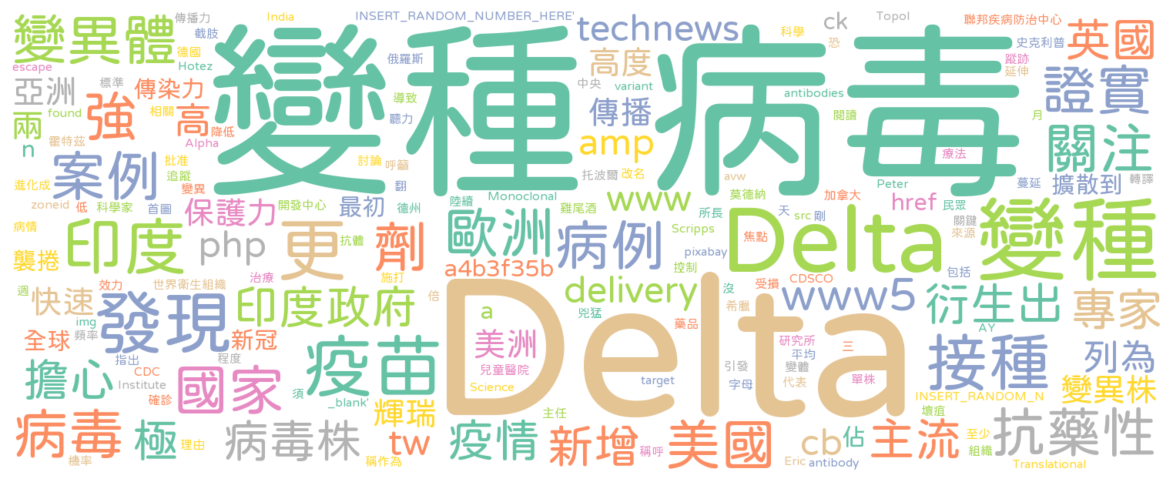 變異體
傳播力
截肢
India
INSERT_RANDOM_NUMBER_HERE'
technews
ck
Topol
聯邦疾病防治中心
英國
escape
德國
Hotez
俄羅斯
高度
科學
恐
史克利普
蹤跡
延伸
變種病毒
亞洲
標準
傳染力
導致
中央
variant
證實
found
相關
強
高
降低
聽力
傳播
antibodies
閱讀
月
兩
Alpha
n
霍特茲
批准
討論
呼籲
amp
關注
案例
追蹤
翻
托波爾
改名
療法
轉譯
進化成
變異
Monoclonal
avw
Peter
擴散到
蔓延
zoneid
低
科學家
開發中心
德州
陸續
雞尾酒
www
莫德納
加拿大
href
民眾
首圖
保護力
最初
所長
天
src
剛
關鍵
來源
病情
印度
php
更
劑
歐洲
病例
Scripps
pixabay
焦點
Delta
變種
抗體
襲捲
治療
施打
a4b3f35b
控制
受損
CDSCO
包括
週
效力
世界衛生組織
倍
delivery
沒
希臘
www5
衍生出
專家
快速
發現
印度政府
a
兇猛
藥品
AY
img
頻率
全球
新冠
美洲
Delta
研究所
三
指出
疫苗
兒童醫院
引發
平均
變體
接種
列為
擔心
CDC
程度
Institute
確診
國家
須
Science
target
字母
代表
單株
INSERT_RANDOM_N
變異株
_blank'
輝瑞
主任
壞疽
病毒
極
病毒株
tw
疫情
新增
稱呼
美國
cb
佔
主流
至少
組織
抗藥性
機率
理由
稱作為
Eric
antibody
Translational